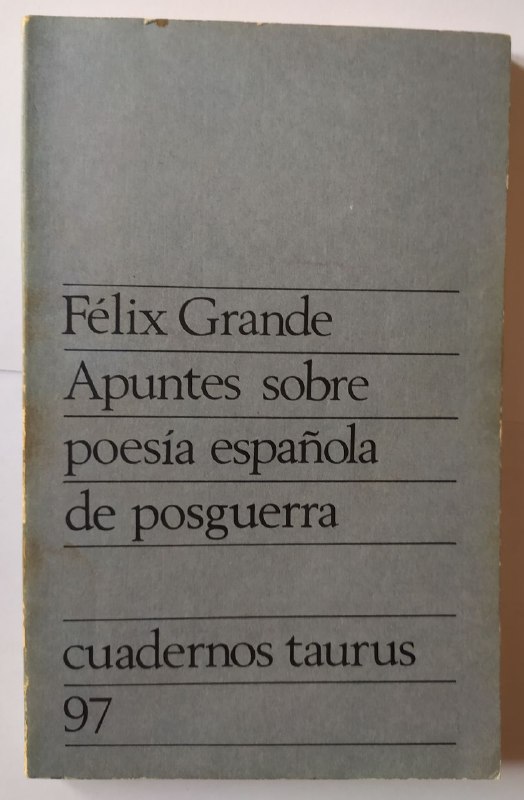 Félix Grande
Apuntes sobre
poesía española
de posguerra
cuadernos taurus
97